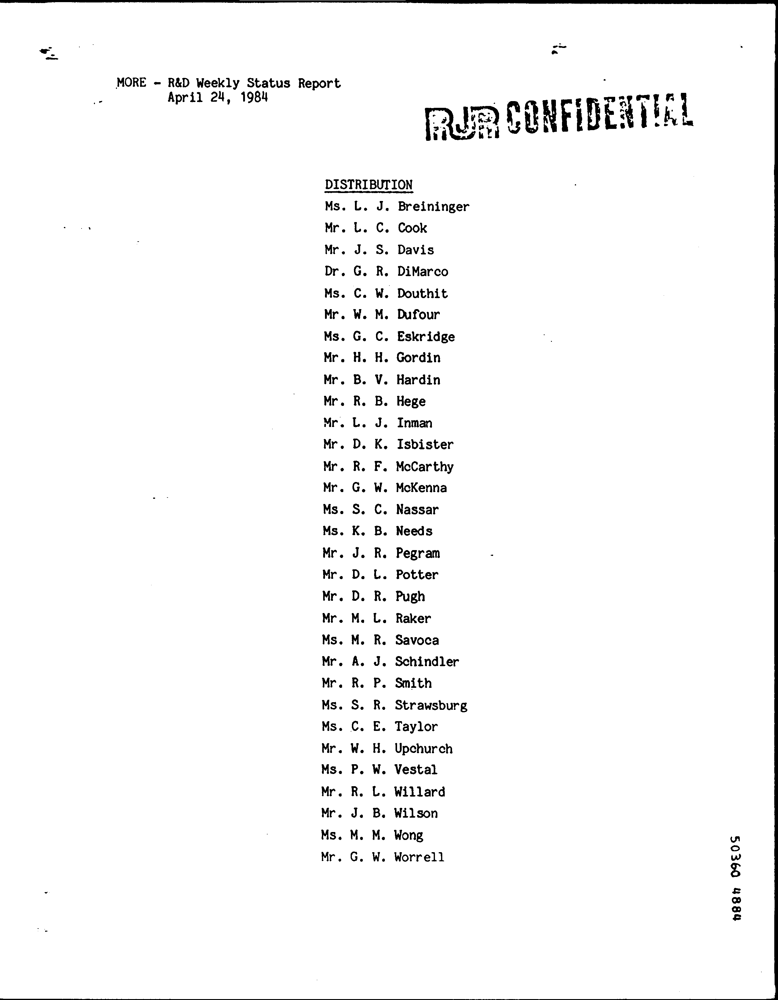 MORE - R&D Weekly Status Report
April 24, 1984
RJR CONFIDENTIAL
DISTRIBUTION
Ms. L. J. Breininger
Mr. L. C. Cook
Mr. J. S. Davis
Dr. G. R. DiMarco
Ms. C. W. Douthit
Mr. W. M. Dufour
Ms. G. C. Eskridge
Mr. H. H. Gordin
Mr. B. V. Hardin
Mr. R. B. Hege
Mr. L. J. Inman
Mr. D. K. Isbister
Mr. R. F. McCarthy
Mr. G. W. McKenna
Ms. S. C. Nassar
Ms. K. B. Needs
Mr. J. R. Pegram
Mr. D. L. Potter
Mr. D. R. Pugh
Mr. M. L. Raker
Ms. M. R. Savoca
Mr. A. J. Schindler
Mr. R. P. Smith
Ms. S. R. Strawsburg
Ms. C. E. Taylor
Mr. W. H. Upchurch
Ms. P. W. Vestal
Mr. R. L. Willard
Mr. J. B. Wilson
Ms. M. M. Wong
Mr. G. W. Worrell
50360 4884